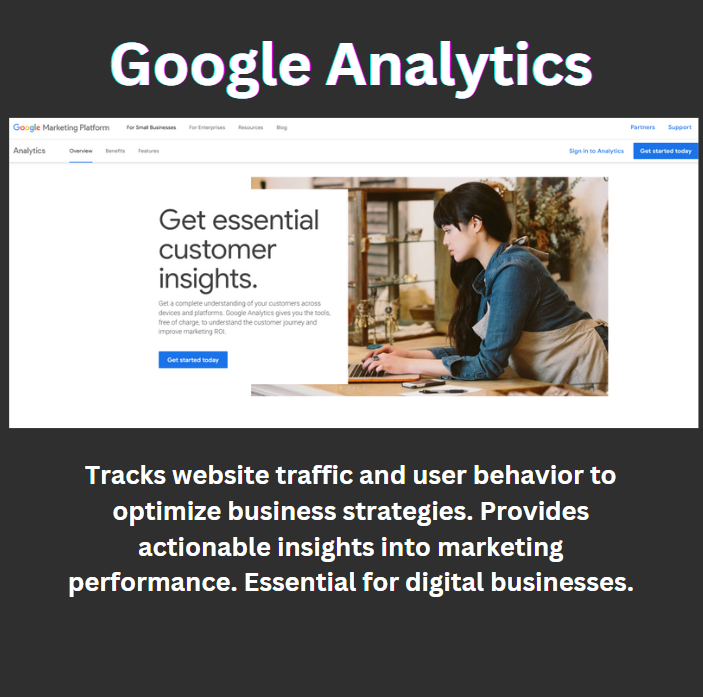 Google Analytics
Google Marketing Platform For Small Businesses For Enterprises Resources Blog Partners Support
Analytics Overview Benefits Features Sign in to Analytics Get started today
Get essential
customer
insights.
Get a complete understanding of your customers across
devices and platforms. Google Analytics gives you the tools,
free of charge, to understand the customer journey and
improve marketing ROI.
Get started today
Tracks website traffic and user behavior to
optimize business strategies. Provides
actionable insights into marketing
performance. Essential for digital businesses.